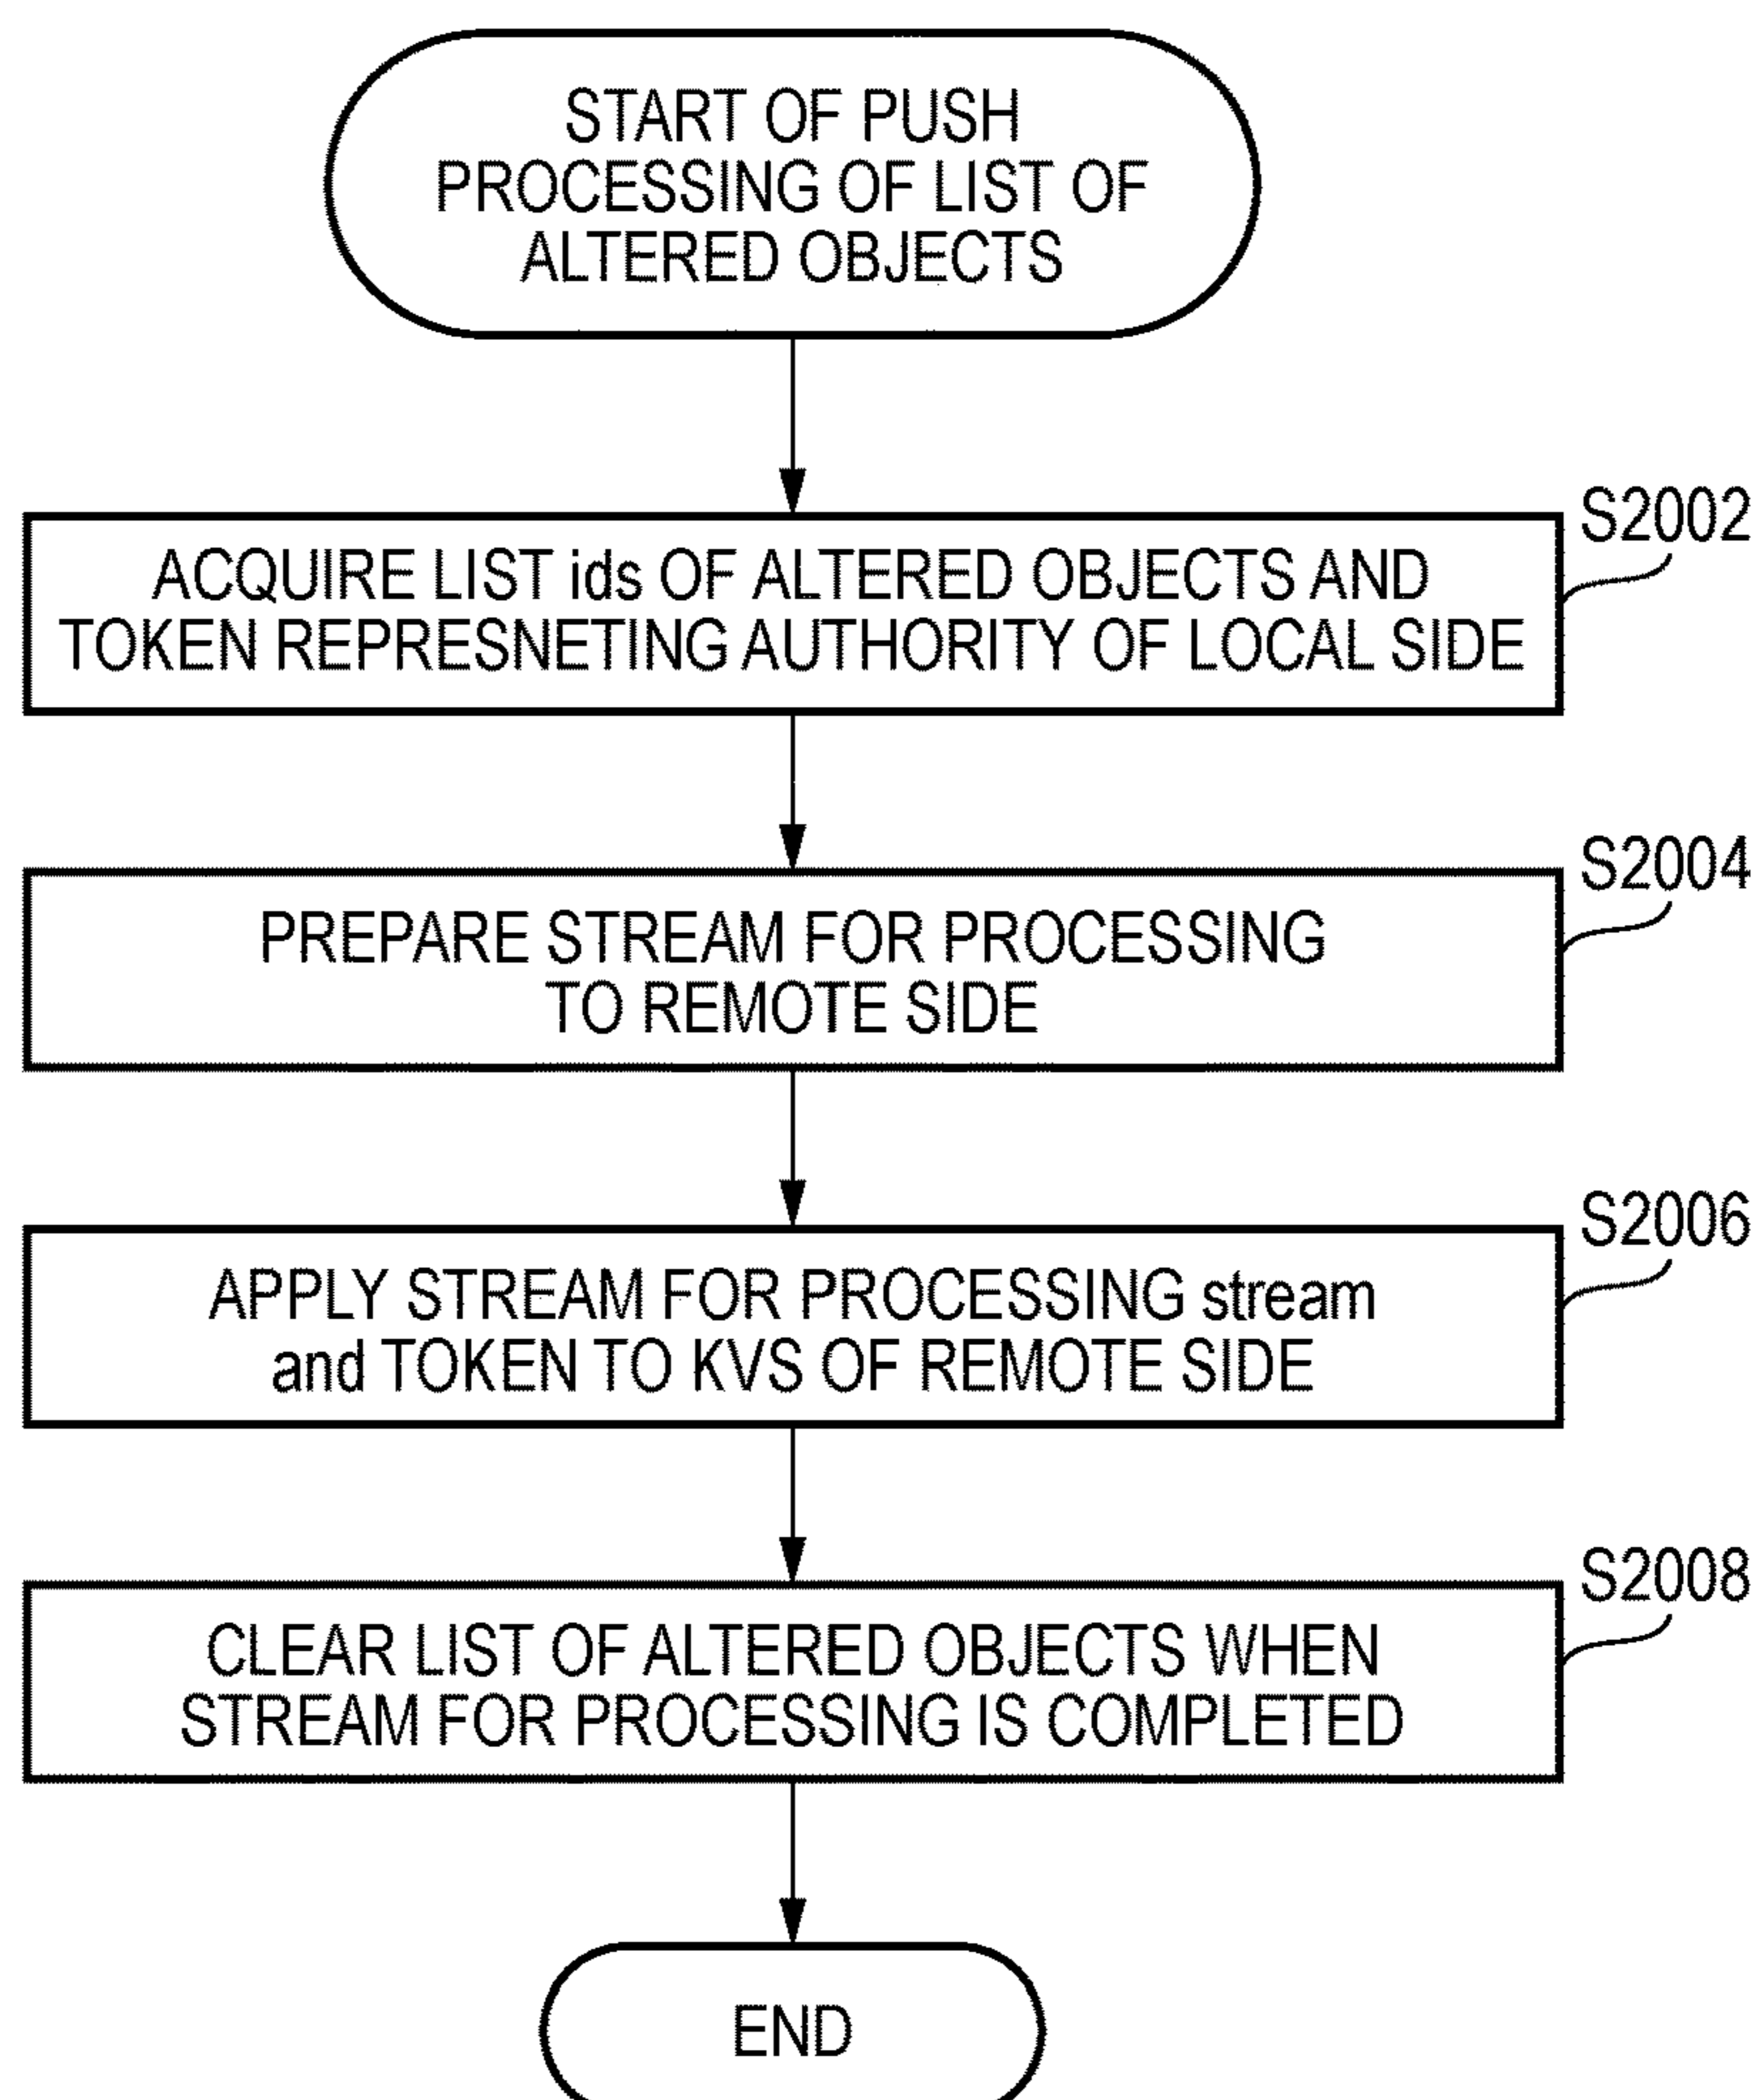 START OF PUSH
PROCESSING OF LIST OF
ALTERED OBJECTS
S2002
ACQUIRE LIST ids OF ALTERED OBJECTS AND
TOKEN REPRESNETING AUTHORITY OF LOCAL SIDE
S2004
PREPARE STREAM FOR PROCESSING
TO REMOTE SIDE
S2006
APPLY STREAM FOR PROCESSING stream
and TOKEN TO KVS OF REMOTE SIDE
S2008
CLEAR LIST OF ALTERED OBJECTS WHEN
STREAM FOR PROCESSING IS COMPLETED
END